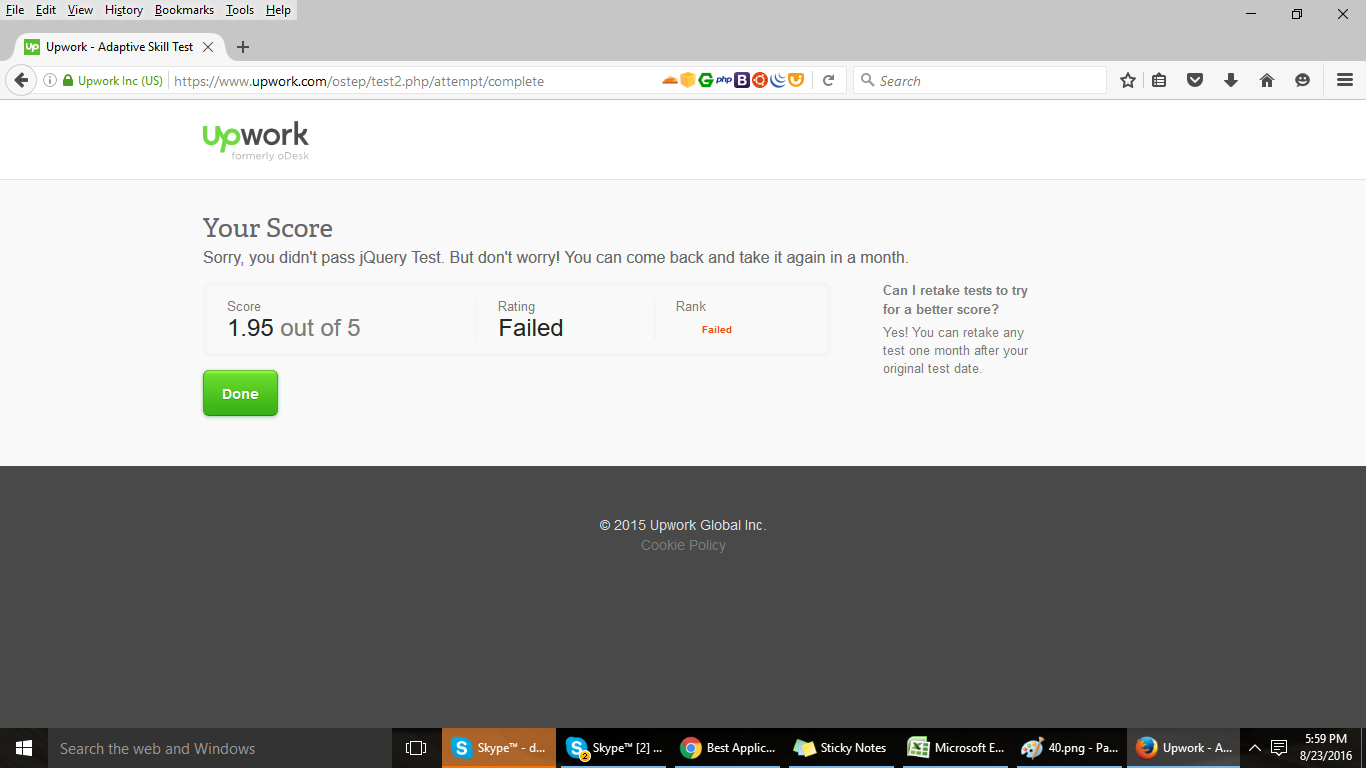 File Edit View History Bookmarks Tools Help
Up Upwork - Adaptive Skill Test
Upwork Inc (US) https://www.upwork.com/ostep/test2.php/attempt/complete php B Search
upwork
formerly oDesk
Your Score
Sorry, you didn't pass jQuery Test. But don't worry! You can come back and take it again in a month.
Score Rating Rank
1.95 out of 5 Failed Failed
Can I retake tests to try
for a better score?
Yes! You can retake any
test one month after your
original test date.
Done
© 2015 Upwork Global Inc.
Cookie Policy
Search the web and Windows
Skype™ - d...
2 Skype™ [2] ...
Best Applic...
Sticky Notes
Microsoft E...
40.png - Pa...
Upwork - A...
5:59 PM
8/23/2016